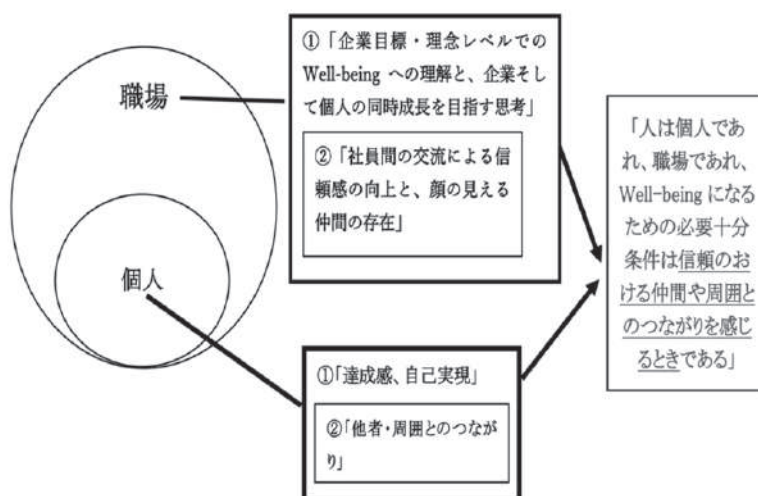 職場
個人
①「企業目標・理念レベルでの
Well-being への理解と、企業そし
て個人の同時成長を目指す思考」
②「社員間の交流による信
頼感の向上と、顔の見える
仲間の存在」
①「達成感、自己実現」
②「他者・周囲とのつなが
り」
「人は個人であ
れ、職場であれ、
Well-being になる
ための必要十分
条件は信頼のお
ける仲間や周囲と
のつながりを感じ
るときである」